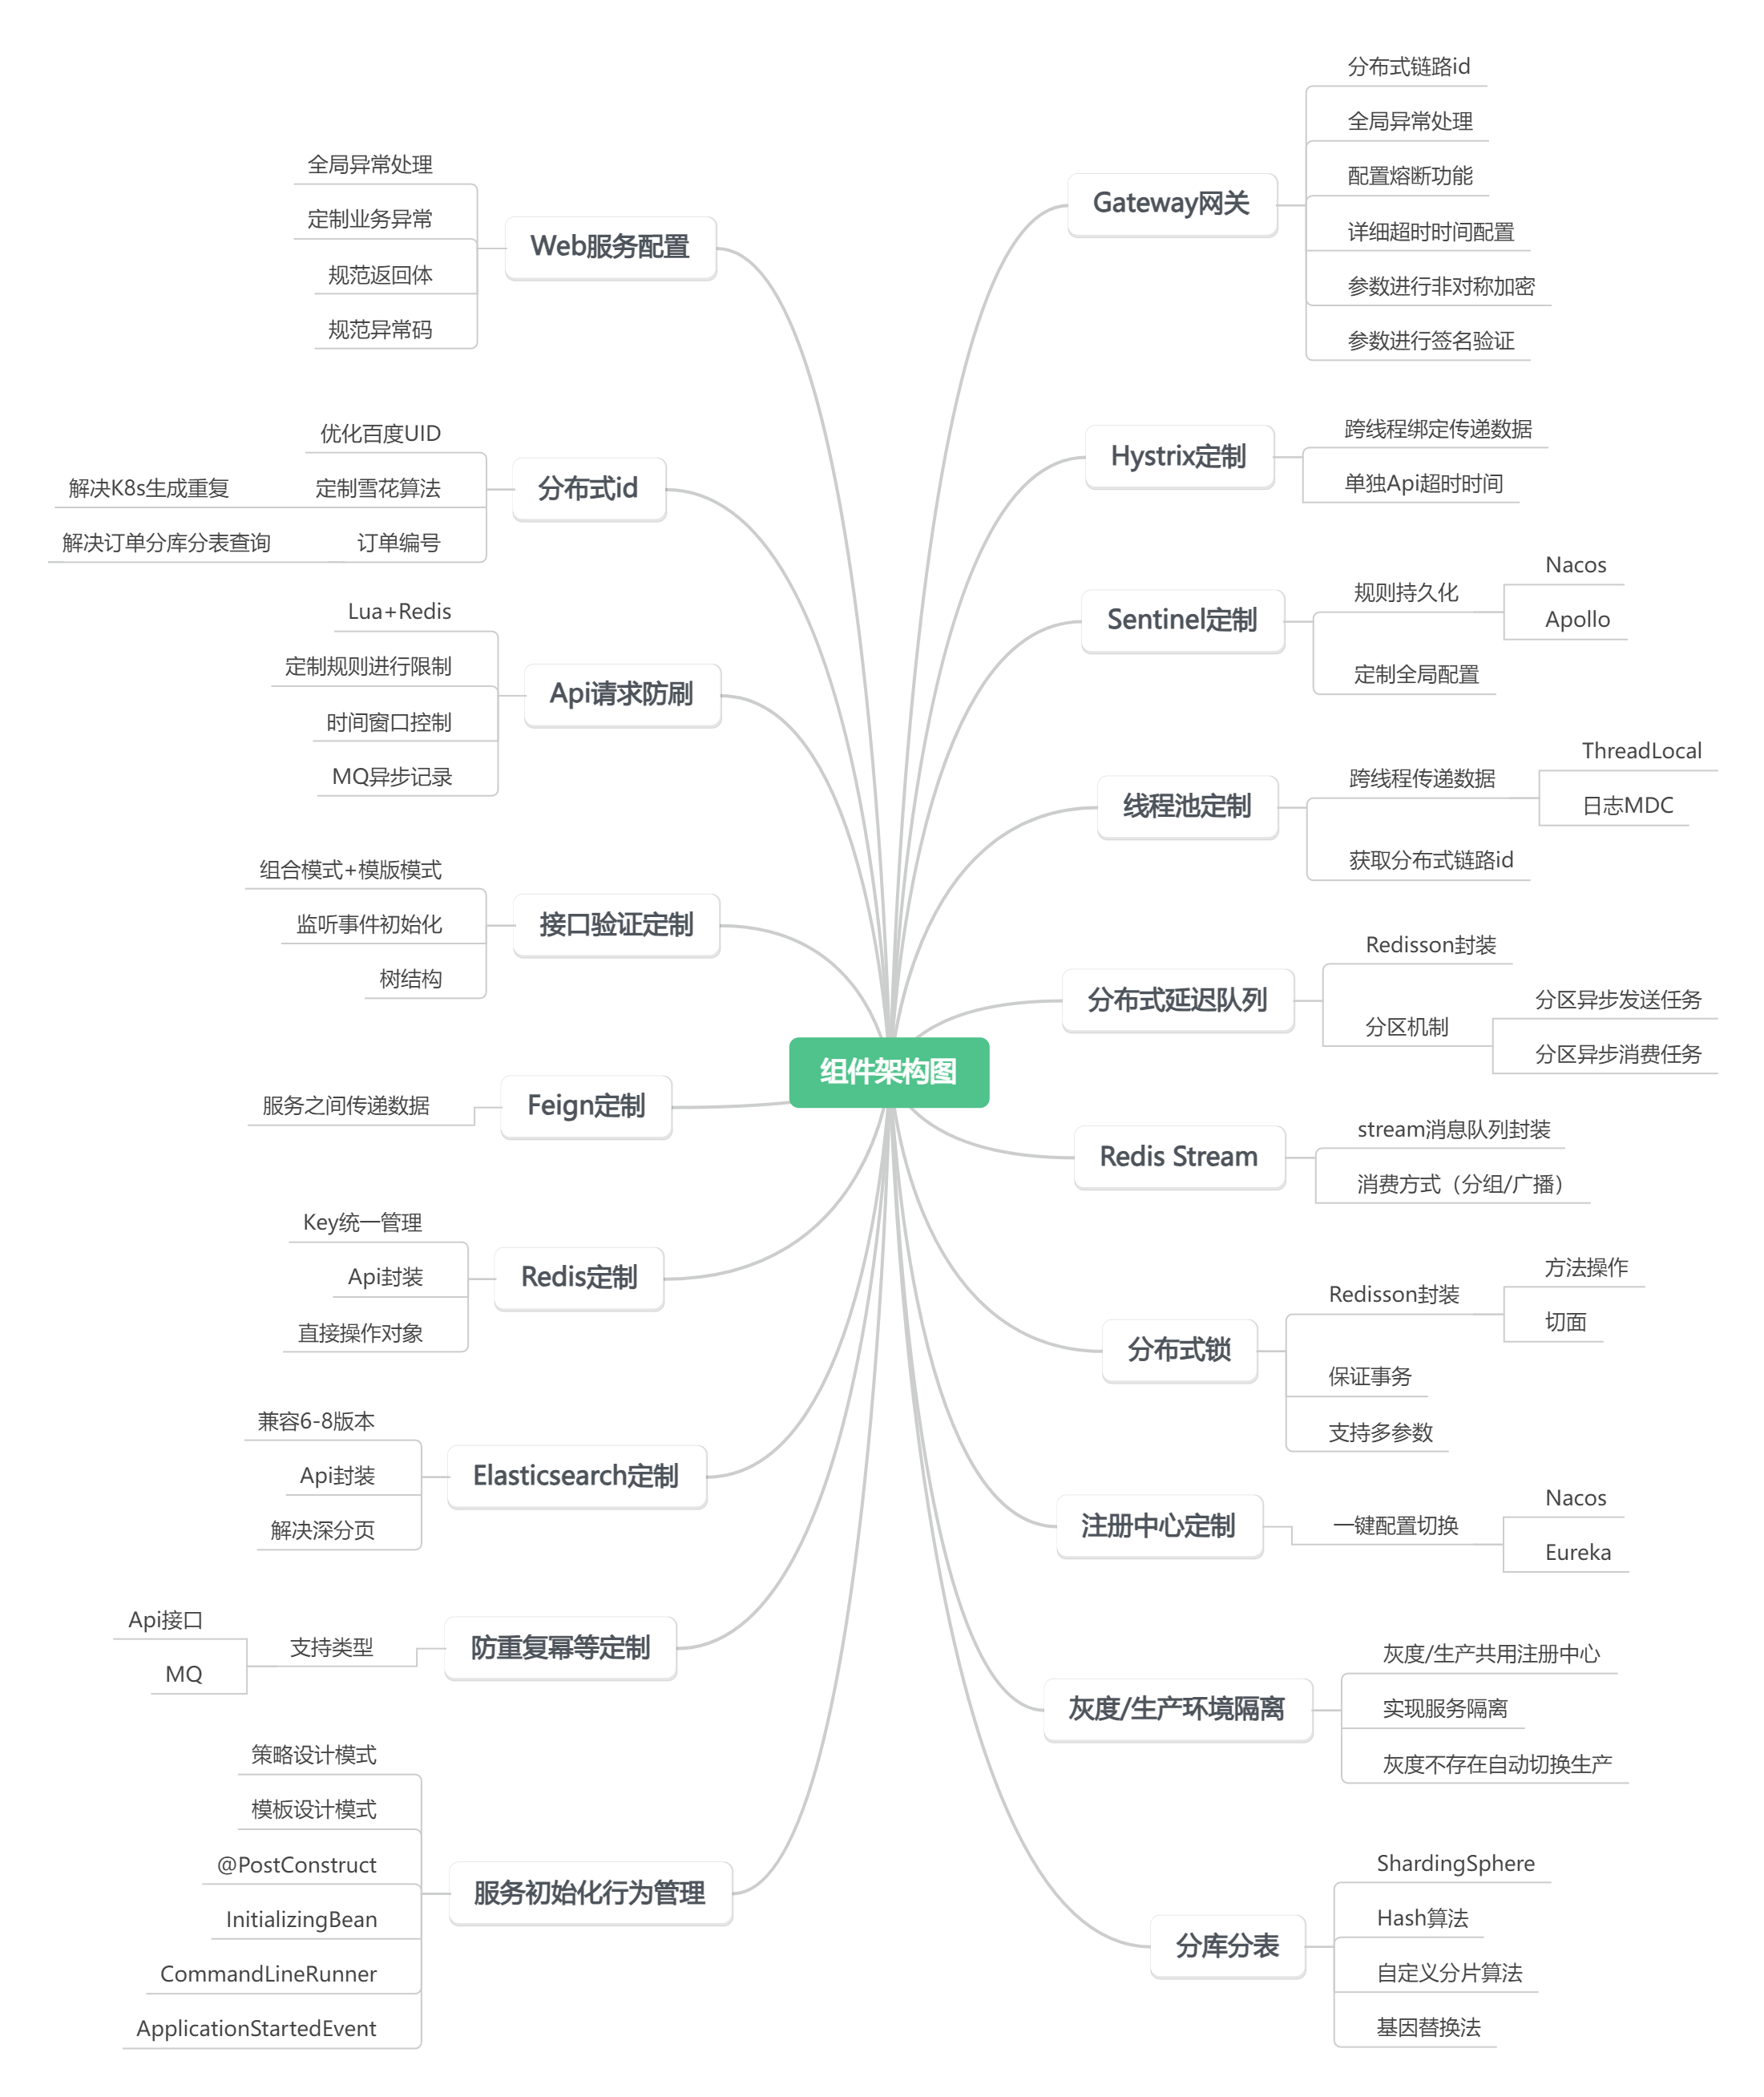 组件架构图
Gateway网关
分布式链路id
全局异常处理
配置熔断功能
详细超时时间配置
参数进行非对称加密
参数进行签名验证
Hystrix定制
跨线程绑定传递数据
单独Api超时时间
Sentinel定制
规则持久化
Nacos
Apollo
定制全局配置
线程池定制
跨线程传递数据
ThreadLocal
日志MDC
获取分布式链路id
分布式延迟队列
Redisson封装
分区机制
分区异步发送任务
分区异步消费任务
Redis Stream
stream消息队列封装
消费方式（分组/广播）
分布式锁
Redisson封装
方法操作
切面
保证事务
支持多参数
注册中心定制
一键配置切换
Nacos
Eureka
灰度/生产环境隔离
灰度/生产共用注册中心
实现服务隔离
灰度不存在自动切换生产
分库分表
ShardingSphere
Hash算法
自定义分片算法
基因替换法
Web服务配置
全局异常处理
定制业务异常
规范返回体
规范异常码
分布式id
优化百度UID
定制雪花算法
解决K8s生成重复
订单编号
解决订单分库分表查询
Api请求防刷
Lua+Redis
定制规则进行限制
时间窗口控制
MQ异步记录
接口验证定制
组合模式+模版模式
监听事件初始化
树结构
Feign定制
服务之间传递数据
Redis定制
Key统一管理
Api封装
直接操作对象
Elasticsearch定制
兼容6-8版本
Api封装
解决深分页
防重复幂等定制
支持类型
Api接口
MQ
服务初始化行为管理
策略设计模式
模板设计模式
@PostConstruct
InitializingBean
CommandLineRunner
ApplicationStartedEvent